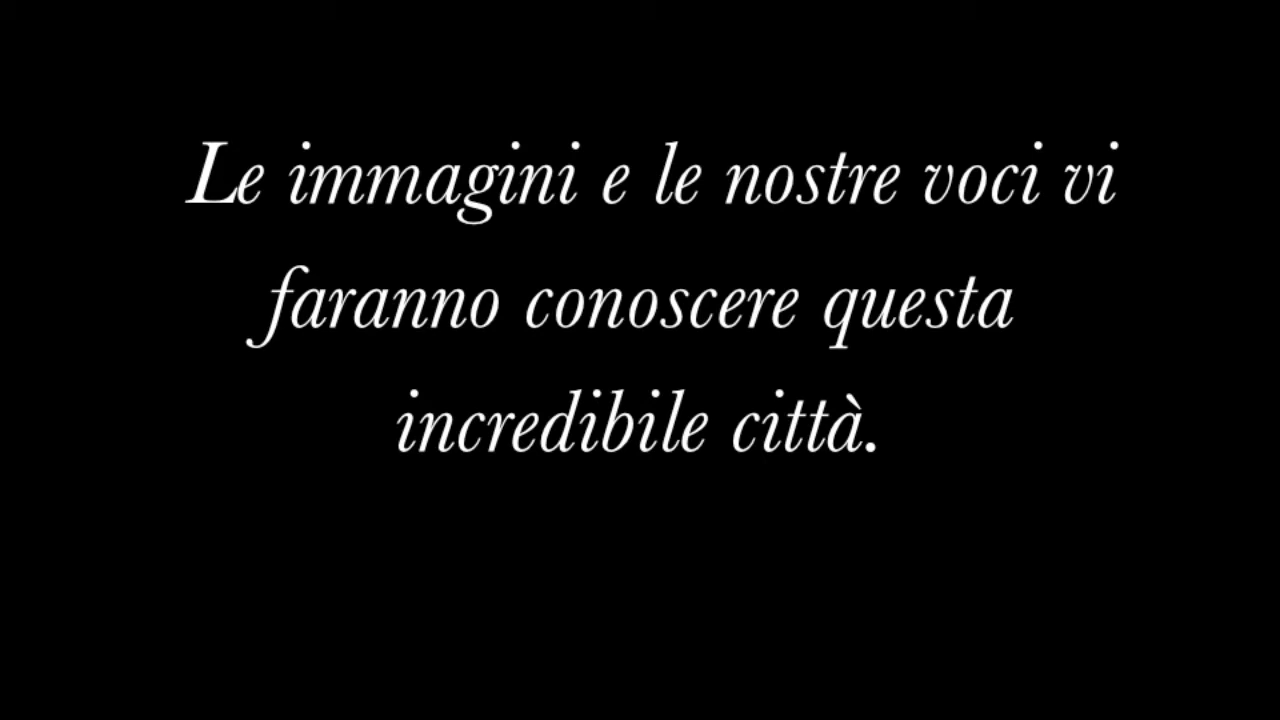 Le immagini e le nostre voci vi
faranno conoscere questa
incredibile città.